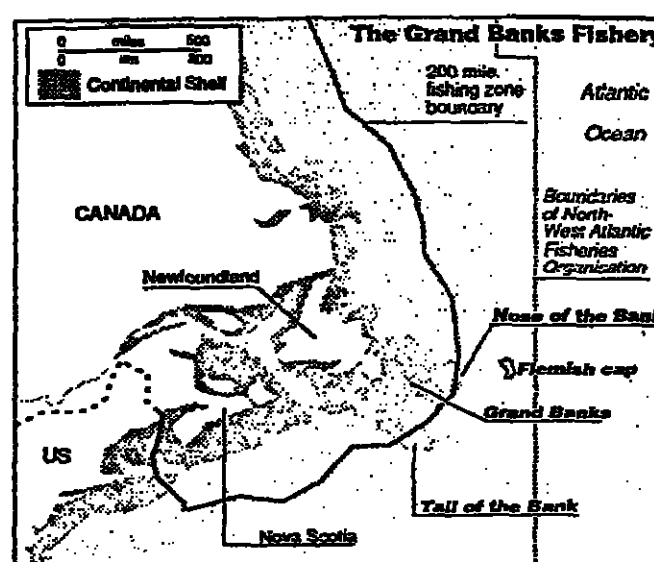 The Grand Banks Fishery
0 miles 500
0 km 800
Continental Shelf
200 mile
fishing zone
boundary
Atlantic
Ocean
CANADA
Boundaries
of North-
West Atlantic
Fisheries
Organisation
Newfoundland
Nose of the Bank
Flemish cap
Grand Banks
US
Tail of the Bank
Nova Scotia